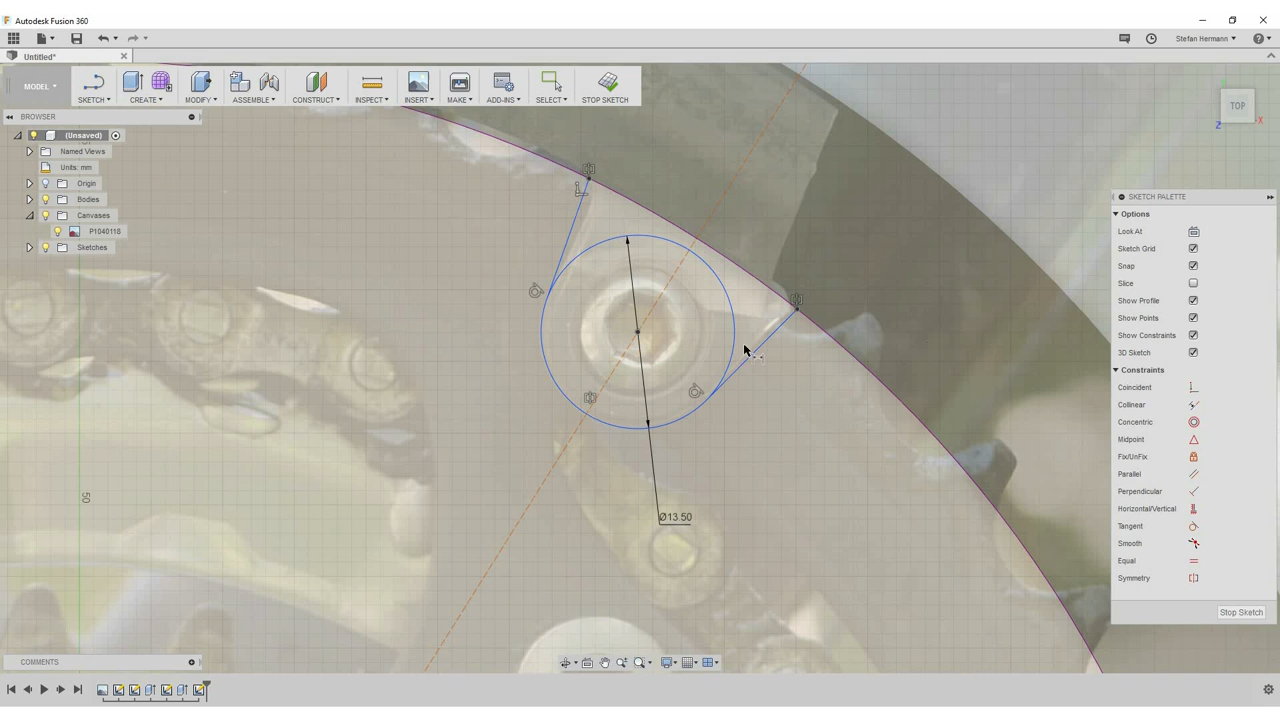 Autodesk Fusion 360
Stefan Hermann
Untitled*
MODEL
SKETCH
CREATE
MODIFY
ASSEMBLE
CONSTRUCT
INSPECT
INSERT
MAKE
ADD-INS
SELECT
STOP SKETCH
BROWSER
(Unsaved)
Named Views
Units: mm
Origin
Bodies
Canvases
P1040118
Sketches
TOP
X
Z
SKETCH PALETTE
Options
Look At
Sketch Grid
Snap
Slice
Show Profile
Show Points
Show Constraints
3D Sketch
Constraints
Coincident
Collinear
Concentric
Midpoint
Fix/UnFix
Parallel
Perpendicular
Horizontal/Vertical
Tangent
Smooth
Equal
Symmetry
Stop Sketch
50
Ø13.50
COMMENTS